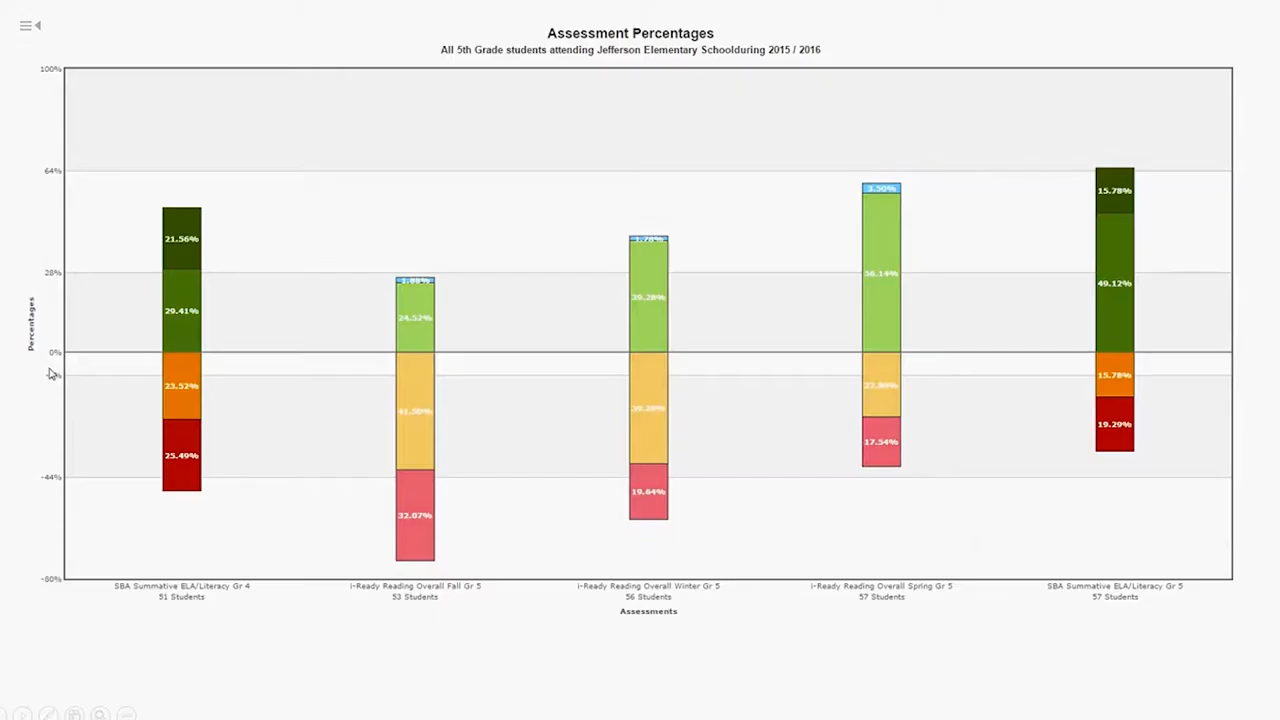 Assessment Percentages
All 5th Grade students attending Jefferson Elementary Schoolduring 2015 / 2016
100%
64%
28%
0%
-44%
-80%
Percentages
21.56%
29.41%
23.52%
25.49%
24.52%
41.50%
32.07%
39.28%
39.28%
19.64%
3.50%
56.14%
17.54%
15.78%
49.12%
15.78%
19.29%
SBA Summative ELA/Literacy Gr 4
51 Students
i-Ready Reading Overall Fall Gr 5
53 Students
i-Ready Reading Overall Winter Gr 5
56 Students
i-Ready Reading Overall Spring Gr 5
57 Students
SBA Summative ELA/Literacy Gr 5
57 Students
Assessments